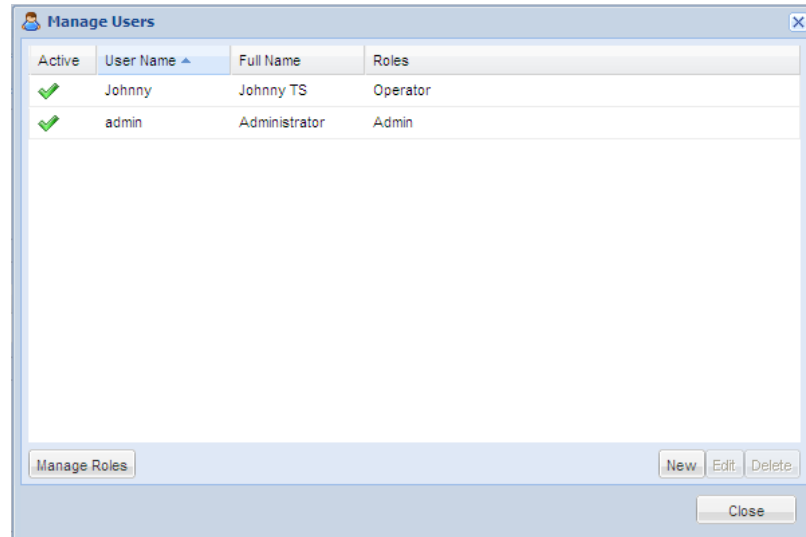 Manage Users
Active User Name Full Name Roles
Johnny Johnny TS Operator
admin Administrator Admin
Manage Roles New Edit Delete
Close